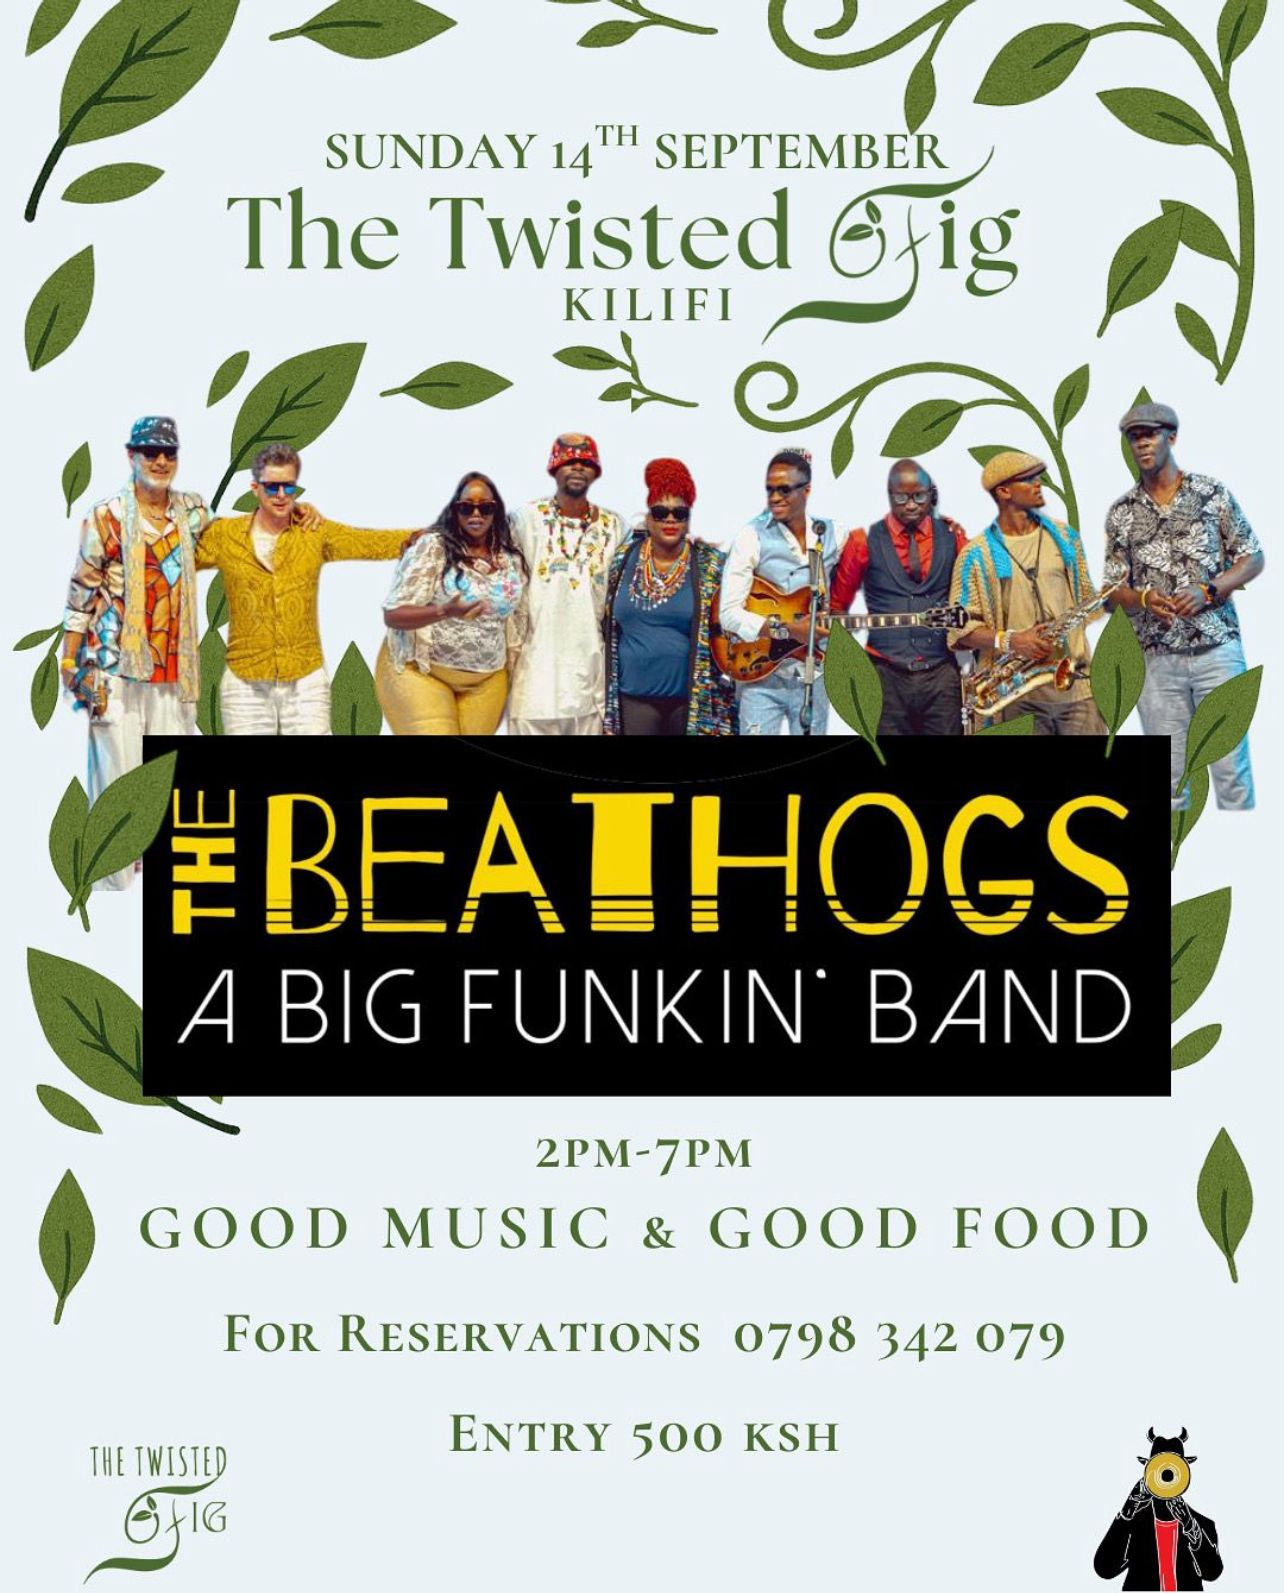 SUNDAY 14TH SEPTEMBER
The Twisted Fig
KILIFI
THE BEATHOGS
A BIG FUNKIN' BAND
2PM-7PM
GOOD MUSIC & GOOD FOOD
FOR RESERVATIONS 0798 342 079
ENTRY 500 KSH
THE TWISTED
FIG